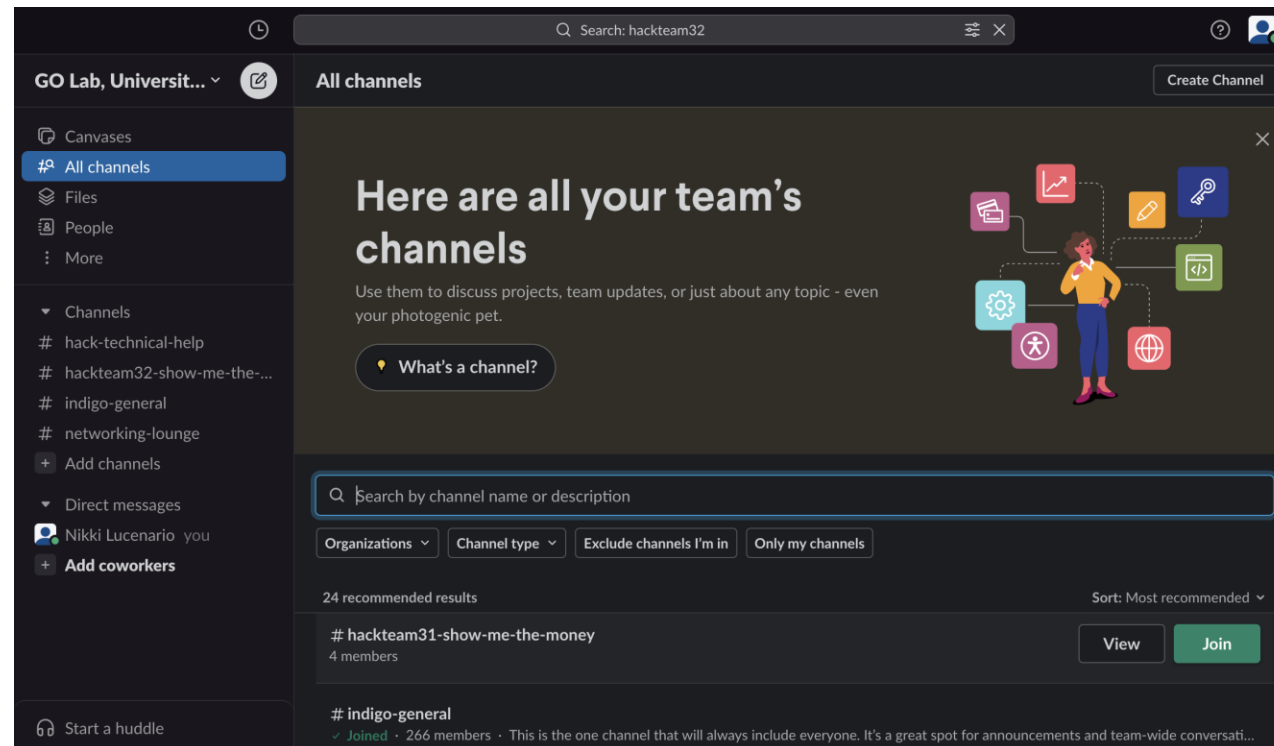 Search: hackteam32
GO Lab, Universit...
All channels
Create Channel
Canvases
All channels
Files
People
More
Channels
# hack-technical-help
# hackteam32-show-me-the-...
# indigo-general
# networking-lounge
+ Add channels
Direct messages
Nikki Lucenario you
+ Add coworkers
Start a huddle
Here are all your team's
channels
Use them to discuss projects, team updates, or just about any topic - even
your photogenic pet.
What's a channel?
Search by channel name or description
Organizations
Channel type
Exclude channels I'm in
Only my channels
24 recommended results
Sort: Most recommended
# hackteam31-show-me-the-money
4 members
View
Join
# indigo-general
✓ Joined · 266 members · This is the one channel that will always include everyone. It's a great spot for announcements and team-wide conversati...